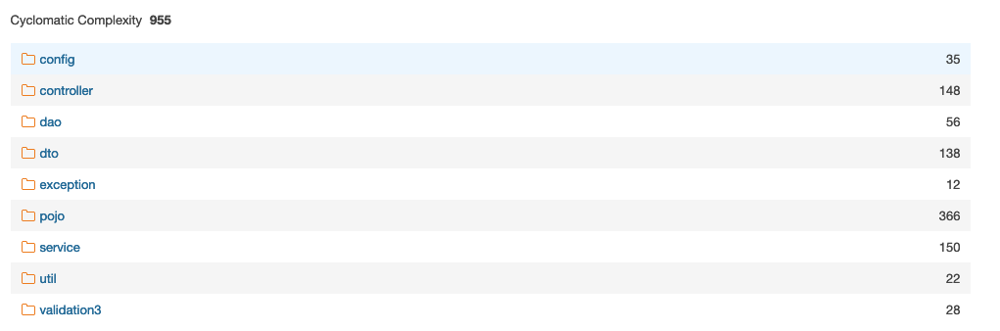 Cyclomatic Complexity 955
config 35
controller 148
dao 56
dto 138
exception 12
pojo 366
service 150
util 22
validation3 28